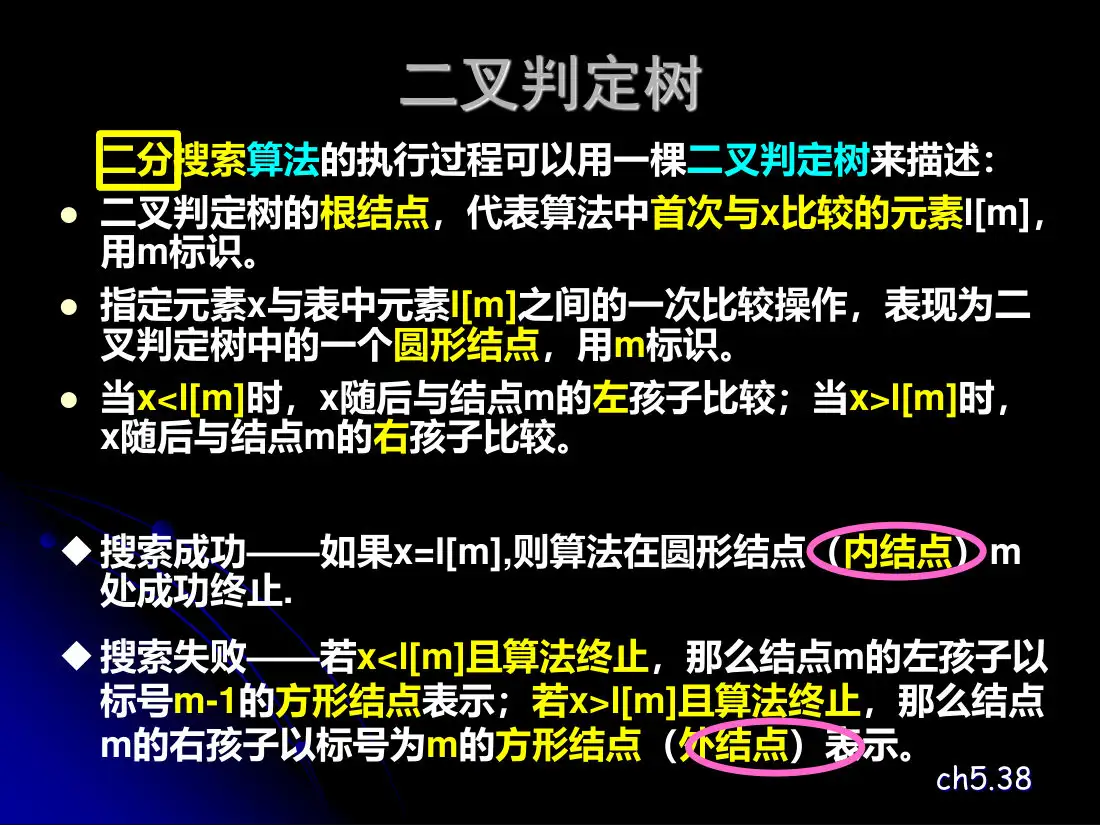 二叉判定树
二分搜索算法的执行过程可以用一棵二叉判定树来描述：
二叉判定树的根结点，代表算法中首次与x比较的元素l[m]，
用m标识。
指定元素x与表中元素l[m]之间的一次比较操作，表现为二
叉判定树中的一个圆形结点，用m标识。
当x<l[m]时，x随后与结点m的左孩子比较；当x>l[m]时，
x随后与结点m的右孩子比较。
搜索成功——如果x=l[m],则算法在圆形结点（内结点）m
处成功终止.
搜索失败——若x<l[m]且算法终止，那么结点m的左孩子以
标号m-1的方形结点表示；若x>l[m]且算法终止，那么结点
m的右孩子以标号为m的方形结点（外结点）表示。
ch5.38